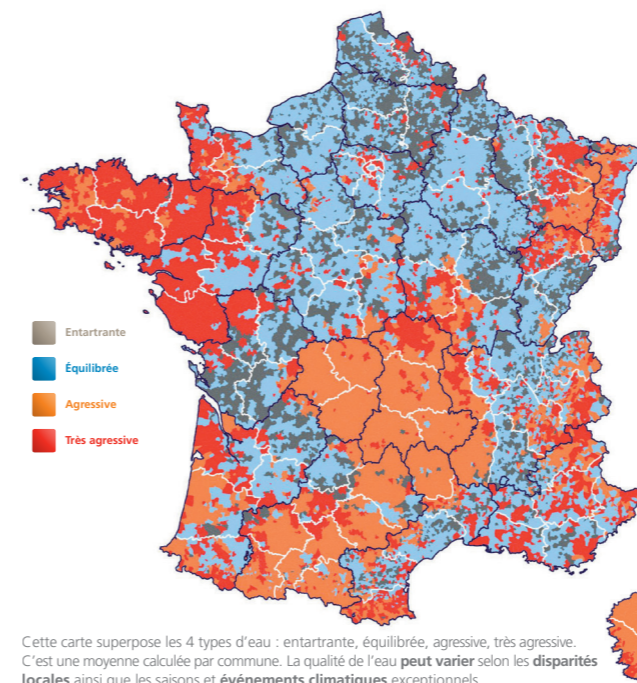 Entartrante
Équilibrée
Agressive
Très agressive
Cette carte superpose les 4 types d'eau : entartrante, équilibrée, agressive, très agressive.
C'est une moyenne calculée par commune. La qualité de l'eau peut varier selon les disparités
locales ainsi que les saisons et événements climatiques exceptionnels.